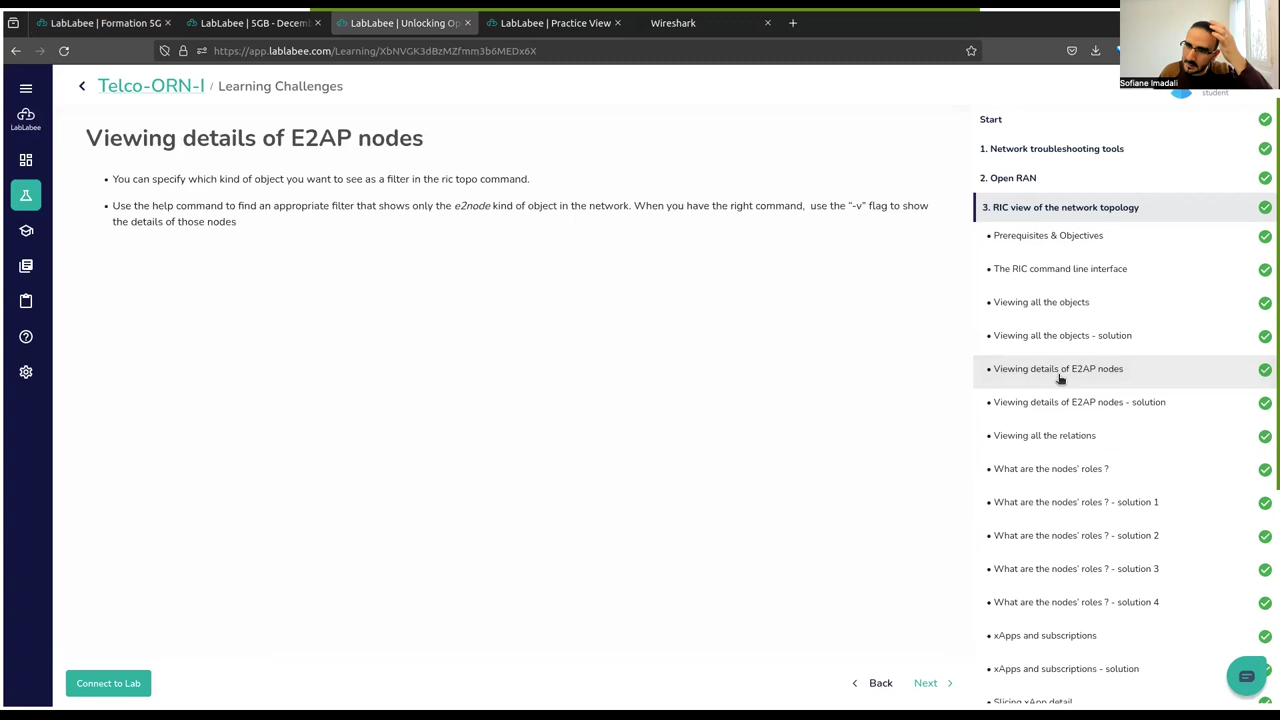 LabLabee | Formation 5G
LabLabee | 5GB - Decemb
LabLabee | Unlocking Op
LabLabee | Practice View
Wireshark
https://app.lablabee.com/Learning/XbNVGK3dBzMZfmm3b6MEDx6X
Sofiane Imadali
student
LabLabee
Telco-ORN-I / Learning Challenges
Viewing details of E2AP nodes
• You can specify which kind of object you want to see as a filter in the ric topo command.
• Use the help command to find an appropriate filter that shows only the e2node kind of object in the network. When you have the right command, use the “-v” flag to show
the details of those nodes
Connect to Lab
Back
Next
Start
1. Network troubleshooting tools
2. Open RAN
3. RIC view of the network topology
• Prerequisites & Objectives
• The RIC command line interface
• Viewing all the objects
• Viewing all the objects - solution
• Viewing details of E2AP nodes
• Viewing details of E2AP nodes - solution
• Viewing all the relations
• What are the nodes’ roles ?
• What are the nodes’ roles ? - solution 1
• What are the nodes’ roles ? - solution 2
• What are the nodes’ roles ? - solution 3
• What are the nodes’ roles ? - solution 4
• xApps and subscriptions
• xApps and subscriptions - solution
• Slicing xApp detail